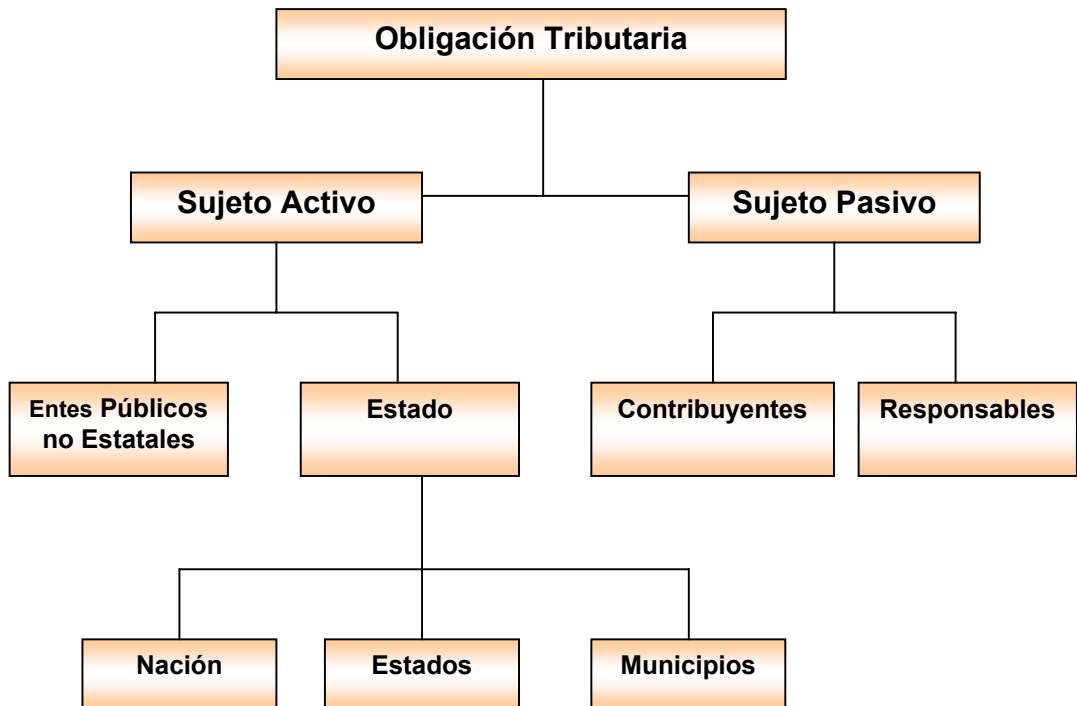 Obligación Tributaria
Sujeto Activo
Sujeto Pasivo
Entes Públicos
no Estatales
Estado
Contribuyentes
Responsables
Nación
Estados
Municipios